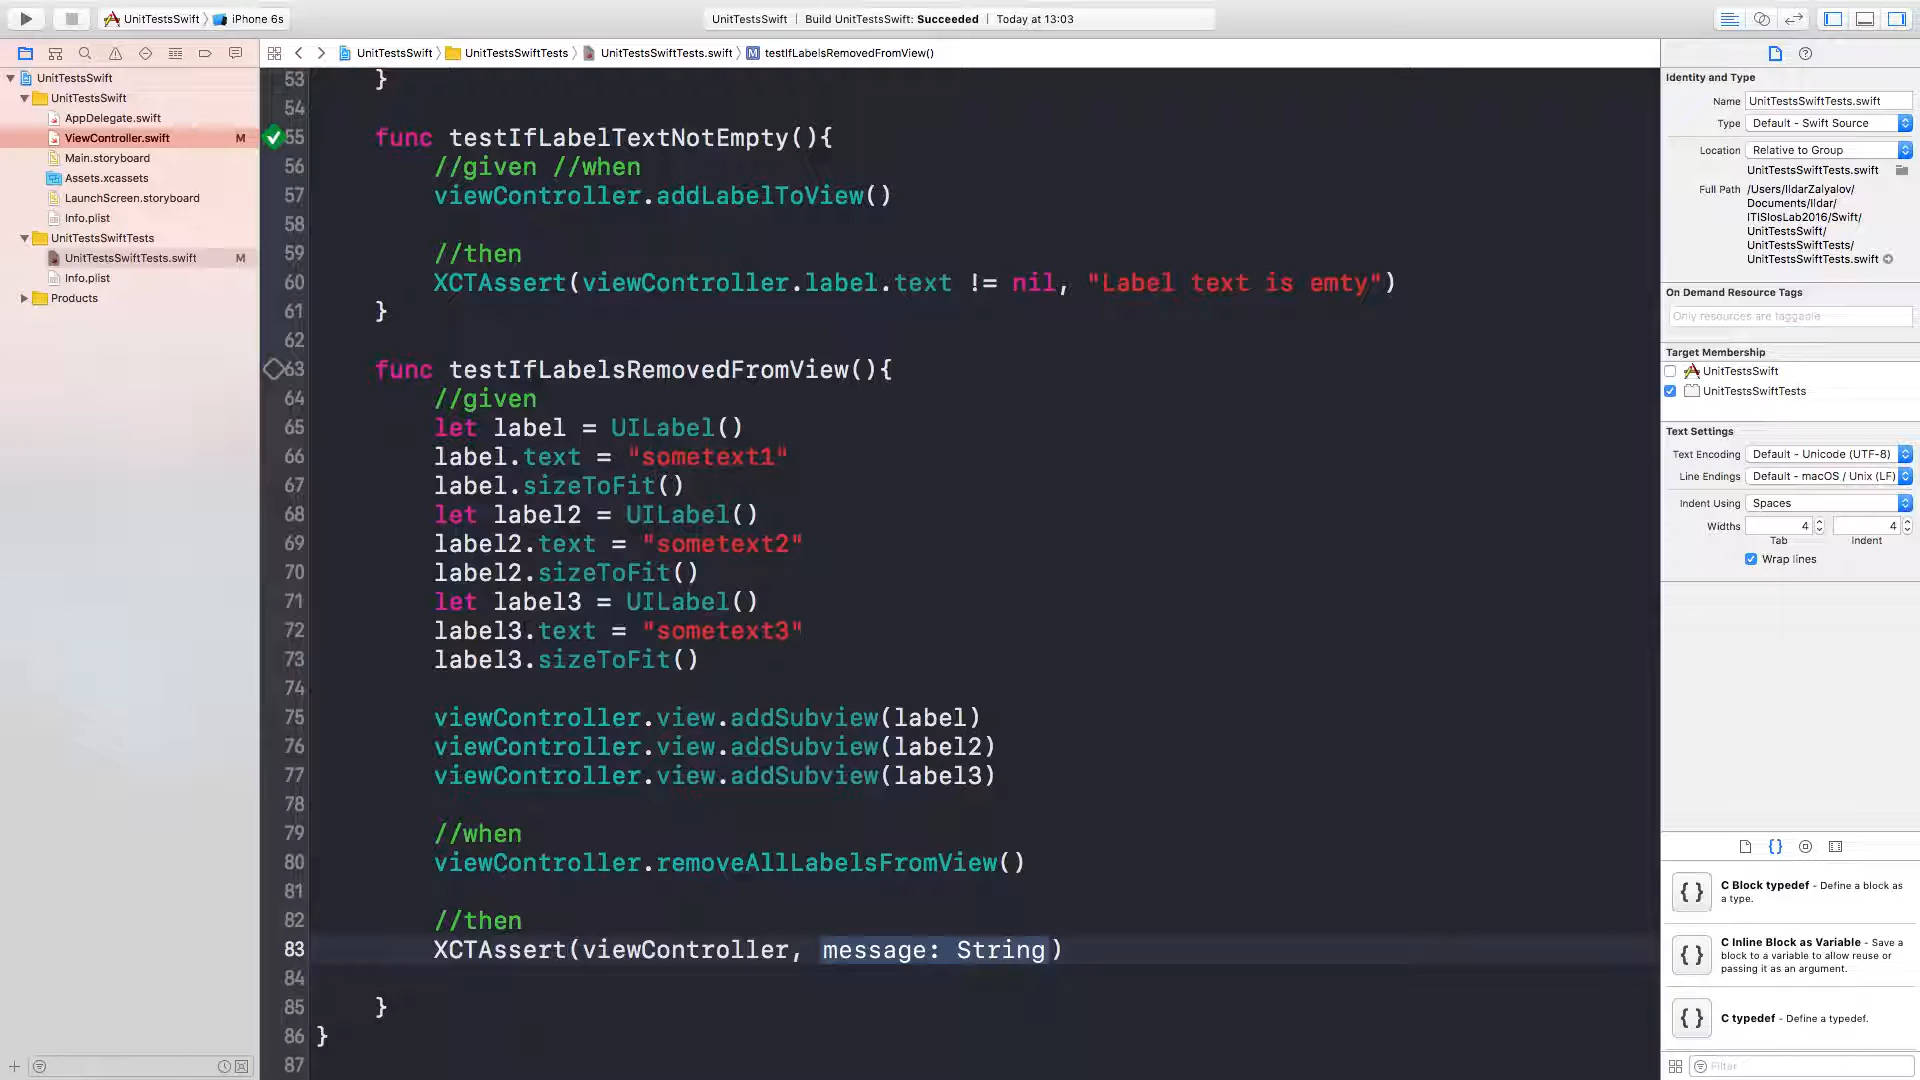 UnitTestsSwift
iPhone 6s
UnitTestsSwift | Build UnitTestsSwift: Succeeded | Today at 13:03
UnitTestsSwift
UnitTestsSwiftTests
UnitTestsSwiftTests.swift
M testIfLabelsRemovedFromView()
UnitTestsSwift
UnitTestsSwift
AppDelegate.swift
ViewController.swift M
Main.storyboard
Assets.xcassets
LaunchScreen.storyboard
Info.plist
UnitTestsSwiftTests
UnitTestsSwiftTests.swift M
Info.plist
Products
53 }
54
55 func testIfLabelTextNotEmpty(){
56 //given //when
57 viewController.addLabelToView()
58
59 //then
60 XCTAssert(viewController.label.text != nil, "Label text is emty")
61 }
62
63 func testIfLabelsRemovedFromView(){
64 //given
65 let label = UILabel()
66 label.text = "sometext1"
67 label.sizeToFit()
68 let label2 = UILabel()
69 label2.text = "sometext2"
70 label2.sizeToFit()
71 let label3 = UILabel()
72 label3.text = "sometext3"
73 label3.sizeToFit()
74
75 viewController.view.addSubview(label)
76 viewController.view.addSubview(label2)
77 viewController.view.addSubview(label3)
78
79 //when
80 viewController.removeAllLabelsFromView()
81
82 //then
83 XCTAssert(viewController, message: String)
84
85 }
86 }
87
Identity and Type
Name UnitTestsSwiftTests.swift
Type Default - Swift Source
Location Relative to Group
UnitTestsSwiftTests.swift
Full Path /Users/IldarZalyalov/
Documents/Ildar/
ITISIosLab2016/Swift/
UnitTestsSwift/
UnitTestsSwiftTests/
UnitTestsSwiftTests.swift
On Demand Resource Tags
Only resources are taggable
Target Membership
UnitTestsSwift
UnitTestsSwiftTests
Text Settings
Text Encoding Default - Unicode (UTF-8)
Line Endings Default - macOS / Unix (LF)
Indent Using Spaces
Widths 4 4
Tab Indent
Wrap lines
{ } C Block typedef - Define a block as
a type.
{ } C Inline Block as Variable - Save a
block to a variable to allow reuse or
passing it as an argument.
{ } C typedef - Define a typedef.
Filter